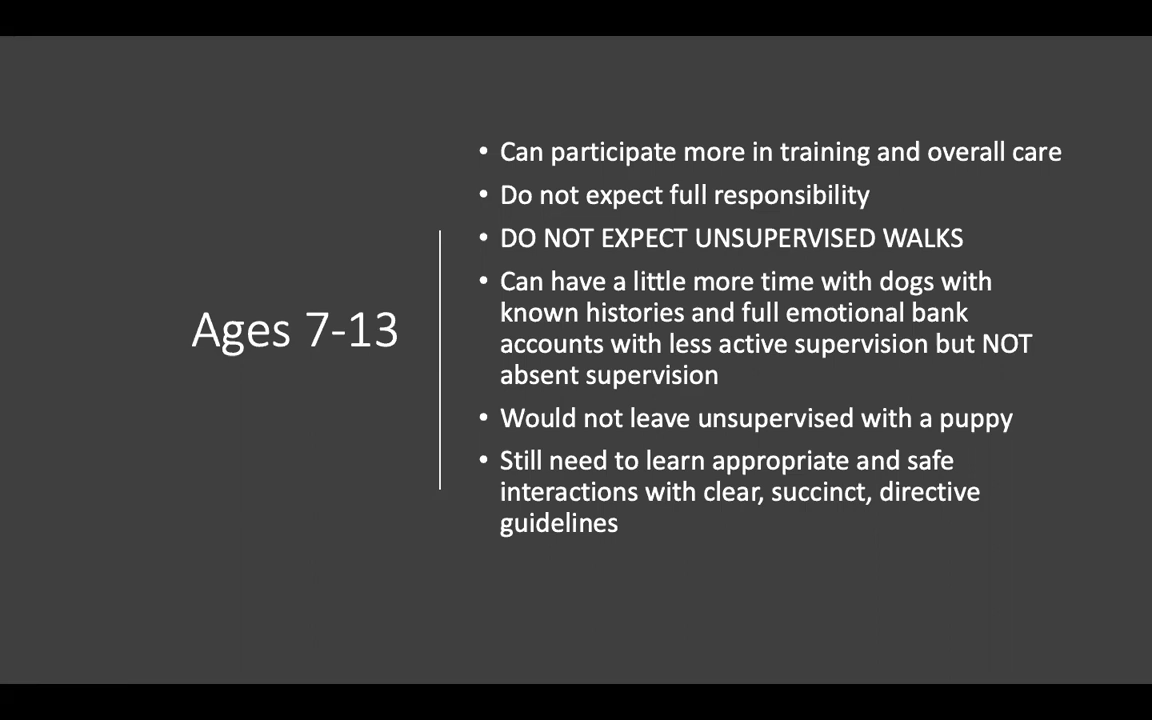 Ages 7-13
• Can participate more in training and overall care
• Do not expect full responsibility
• DO NOT EXPECT UNSUPERVISED WALKS
• Can have a little more time with dogs with
known histories and full emotional bank
accounts with less active supervision but NOT
absent supervision
• Would not leave unsupervised with a puppy
• Still need to learn appropriate and safe
interactions with clear, succinct, directive
guidelines